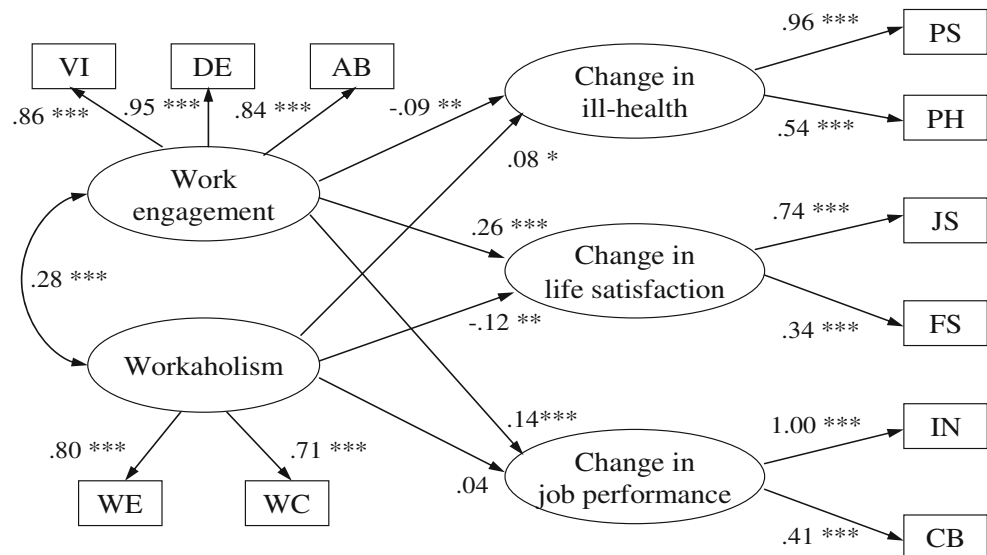 VI
DE
AB
.86 ***
.95 ***
.84 ***
Work
engagement
.28 ***
Workaholism
.80 ***
.71 ***
WE
WC
-.09 **
.08 *
.26 ***
-.12 **
.14***
.04
Change in
ill-health
Change in
life satisfaction
Change in
job performance
.96 ***
PS
.54 ***
PH
.74 ***
JS
.34 ***
FS
1.00 ***
IN
.41 ***
CB